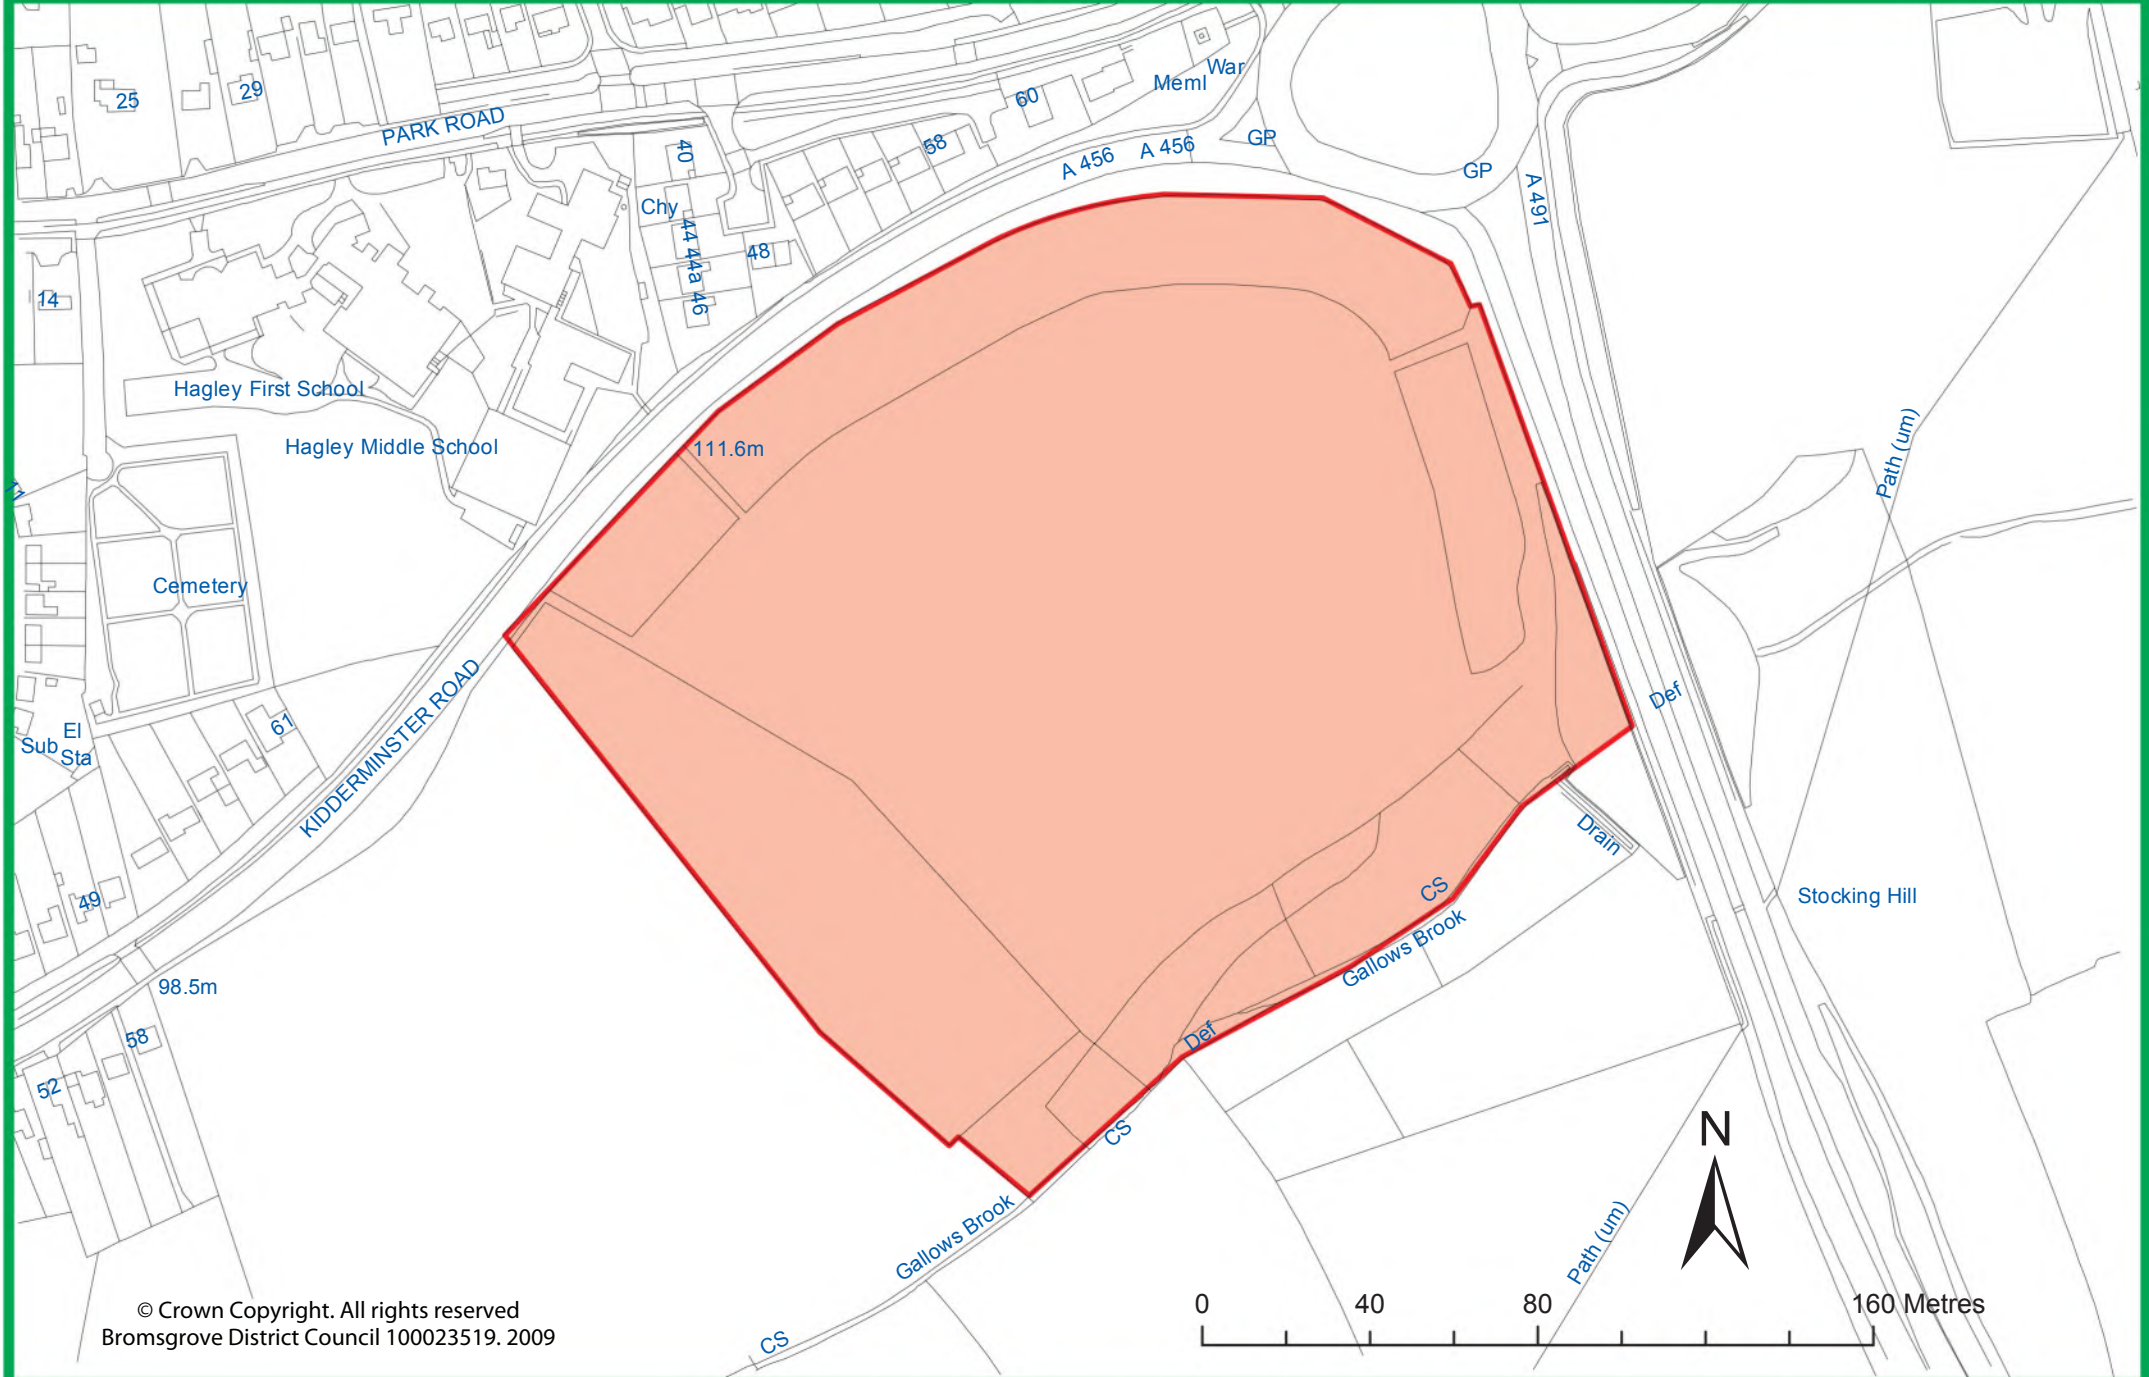 War
Meml
25
29
60
PARK ROAD
58
A 456
A 456
GP
GP
40
A 491
Chy
44
44a
46
48
14
Hagley First School
Hagley Middle School
111.6m
Path (um)
11
Cemetery
KIDDERMINSTER ROAD
61
El
Sub
Sta
Def
Drain
49
CS
Gallows Brook
Stocking Hill
98.5m
58
Def
52
CS
N
Gallows Brook
Path (um)
© Crown Copyright. All rights reserved
Bromsgrove District Council 100023519. 2009
0 40 80 160 Metres
CS